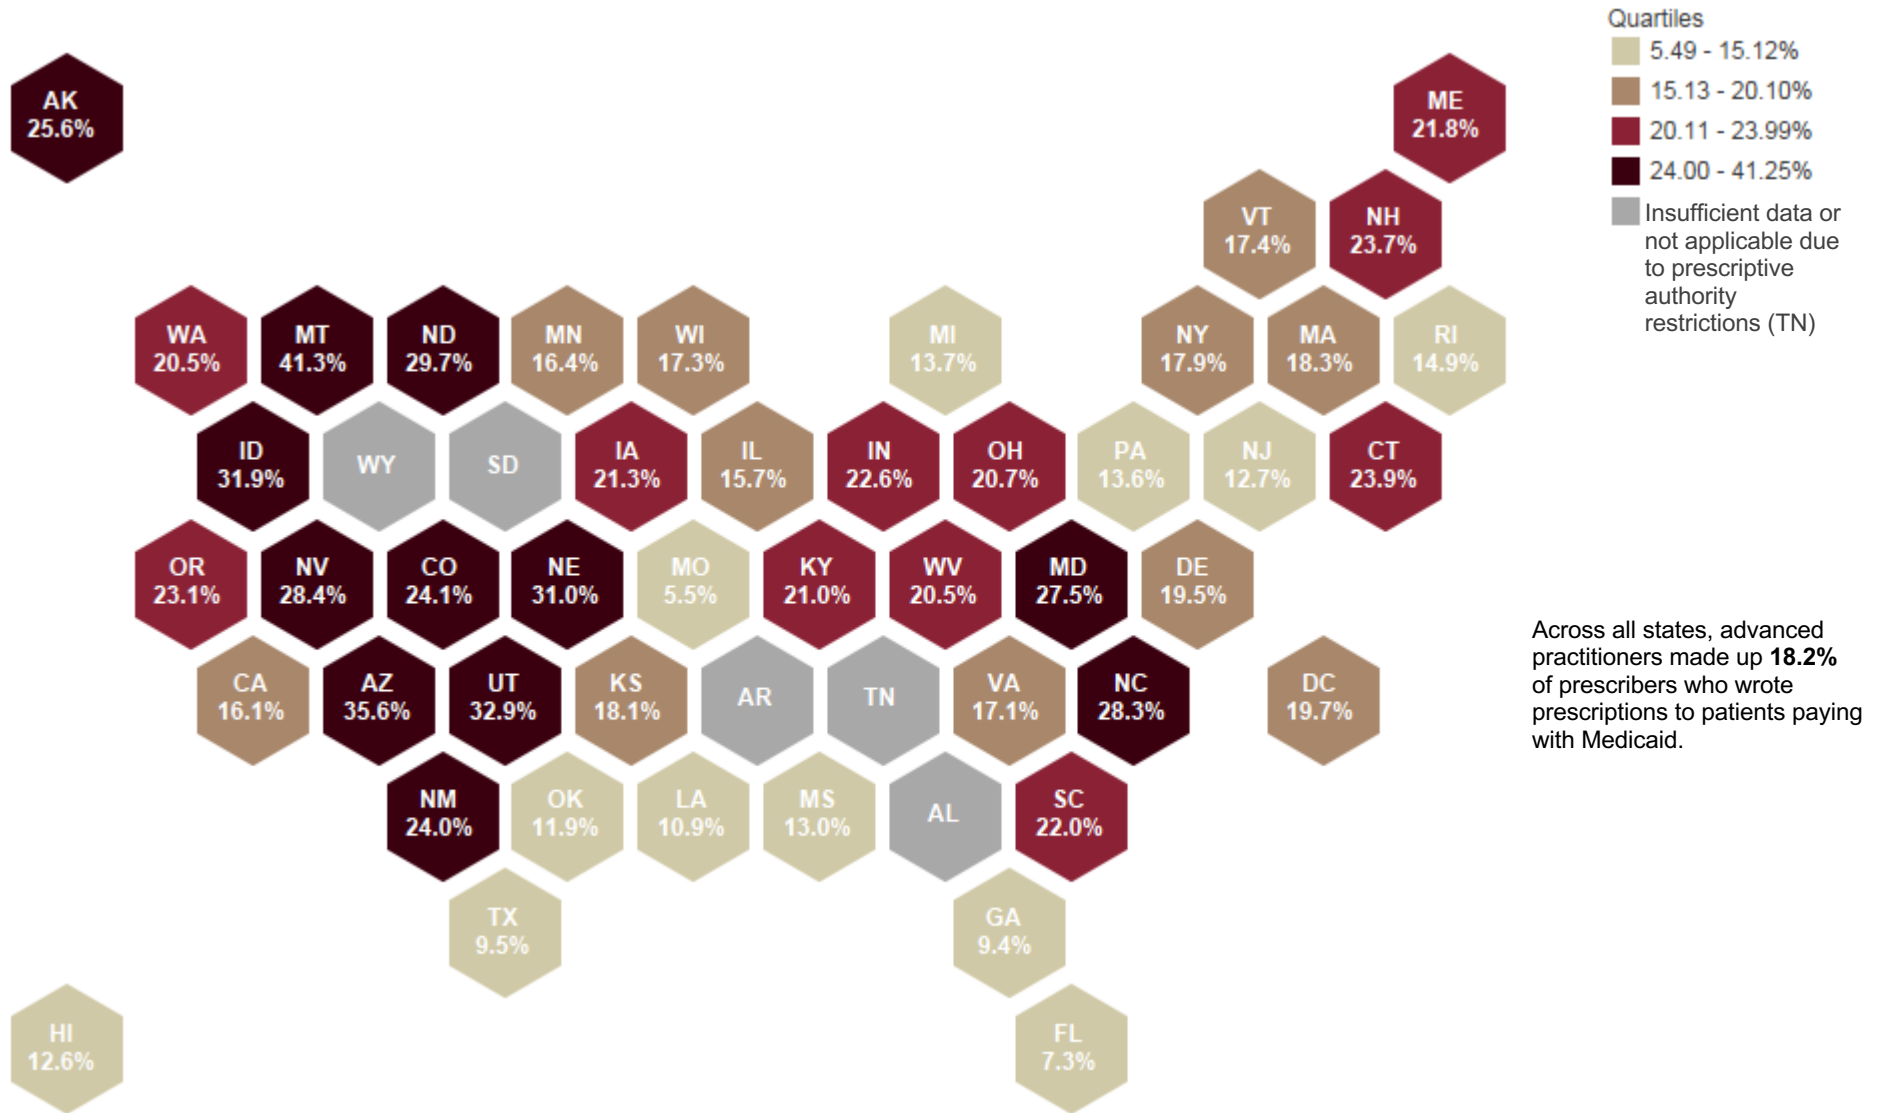 Quartiles
5.49 - 15.12%
15.13 - 20.10%
20.11 - 23.99%
24.00 - 41.25%
Insufficient data or
not applicable due
to prescriptive
authority
restrictions (TN)
AK
25.6%
ME
21.8%
VT
17.4%
NH
23.7%
WA
20.5%
MT
41.3%
ND
29.7%
MN
16.4%
WI
17.3%
MI
13.7%
NY
17.9%
MA
18.3%
RI
14.9%
ID
31.9%
WY
SD
IA
21.3%
IL
15.7%
IN
22.6%
OH
20.7%
PA
13.6%
NJ
12.7%
CT
23.9%
OR
23.1%
NV
28.4%
CO
24.1%
NE
31.0%
MO
5.5%
KY
21.0%
WV
20.5%
MD
27.5%
DE
19.5%
CA
16.1%
AZ
35.6%
UT
32.9%
KS
18.1%
AR
TN
VA
17.1%
NC
28.3%
DC
19.7%
NM
24.0%
OK
11.9%
LA
10.9%
MS
13.0%
AL
SC
22.0%
TX
9.5%
GA
9.4%
HI
12.6%
FL
7.3%
Across all states, advanced
practitioners made up 18.2%
of prescribers who wrote
prescriptions to patients paying
with Medicaid.